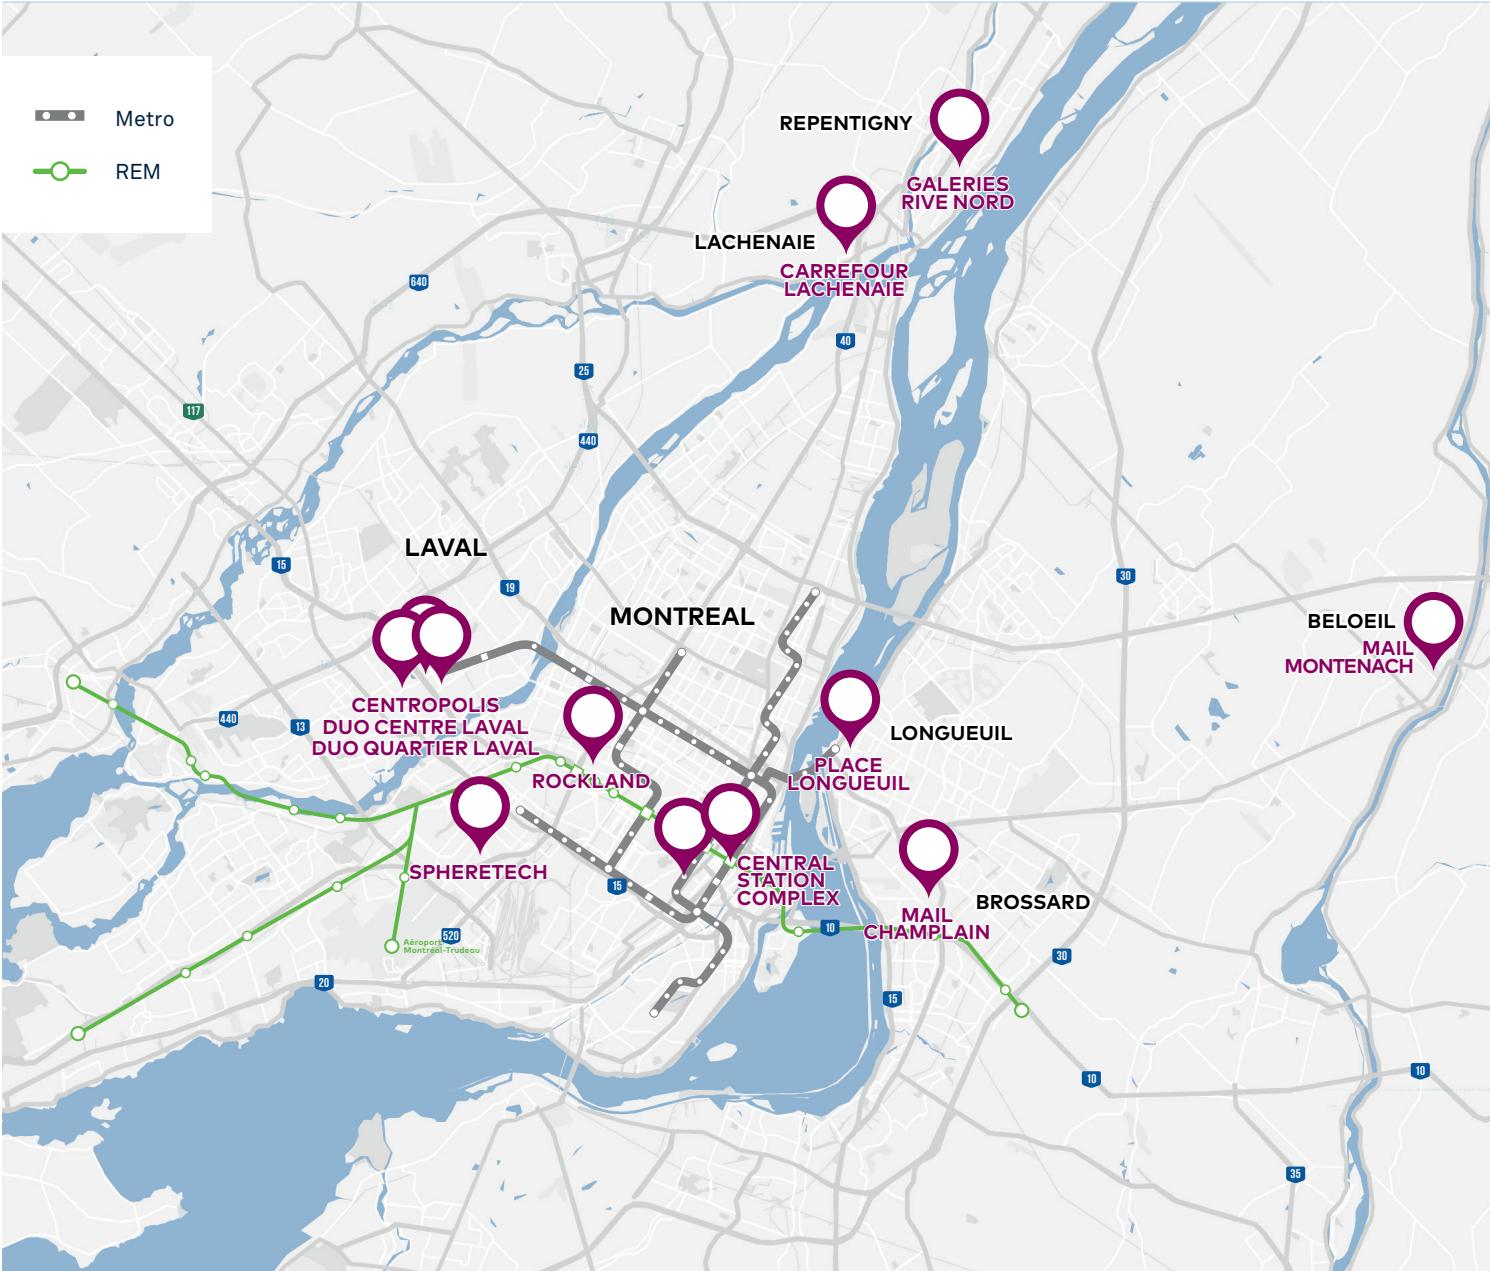 Metro
REM
REPENTIGNY
GALERIES
RIVE NORD
LACHENAIE
CARREFOUR
LACHENAIE
640
40
25
117
440
LAVAL
15
19
30
MONTREAL
BELOEIL
MAIL
MONTENACH
CENTROPOLIS
DUO CENTRE LAVAL
DUO QUARTIER LAVAL
440
13
ROCKLAND
LONGUEUIL
PLACE
LONGUEUIL
SPHERETECH
15
CENTRAL
STATION
COMPLEX
BROSSARD
MAIL
CHAMPLAIN
10
520
Aéroport
Montréal-Trudeau
30
20
15
10
10
35